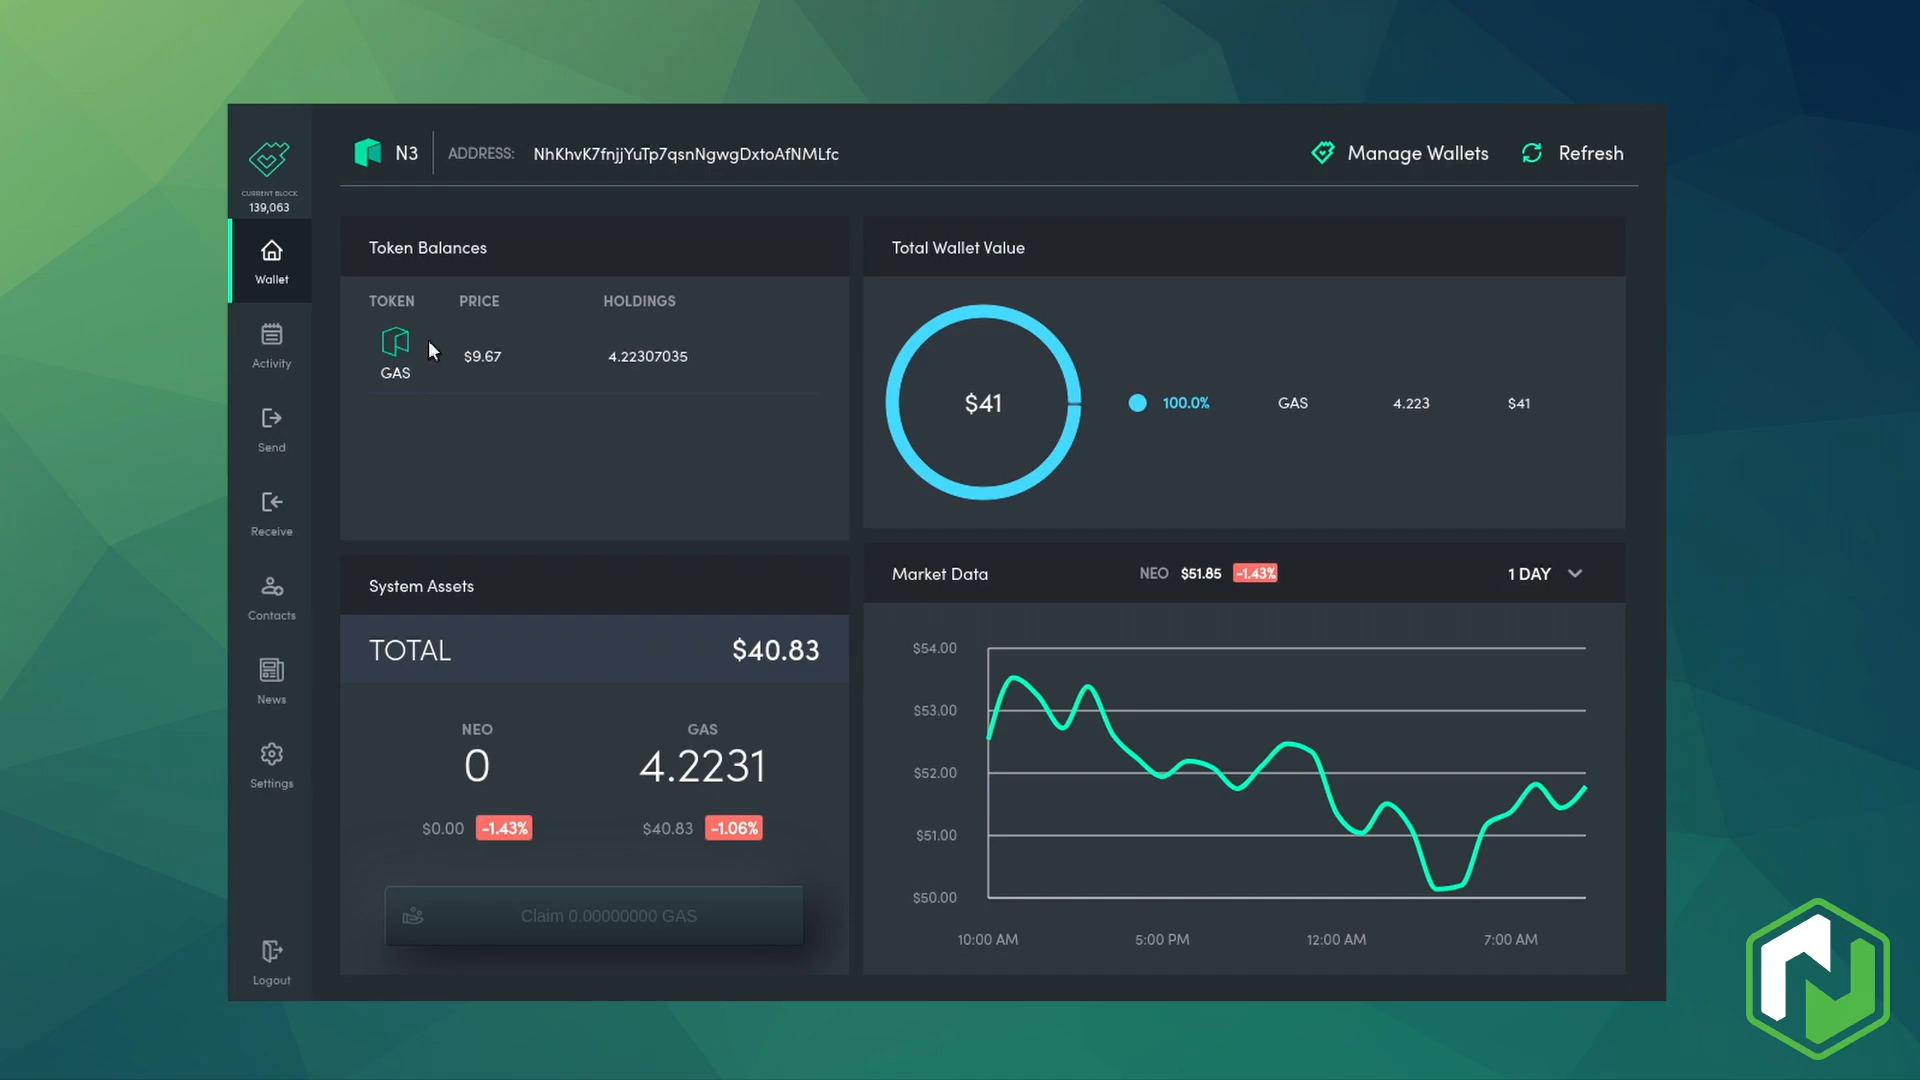 CURRENT BLOCK
139,063
Wallet
Activity
Send
Receive
Contacts
News
Settings
Logout
N3 ADDRESS: NhKhvK7fnjjYuTp7qsnNgwgDxtoAfNMLfc
Manage Wallets Refresh
Token Balances
TOKEN PRICE HOLDINGS
GAS $9.67 4.22307035
Total Wallet Value
$41
100.0% GAS 4.223 $41
System Assets
TOTAL $40.83
NEO GAS
0 4.2231
$0.00 -1.43% $40.83 -1.06%
Claim 0.00000000 GAS
Market Data NEO $51.85 -1.43% 1 DAY
$54.00
$53.00
$52.00
$51.00
$50.00
10:00 AM 5:00 PM 12:00 AM 7:00 AM